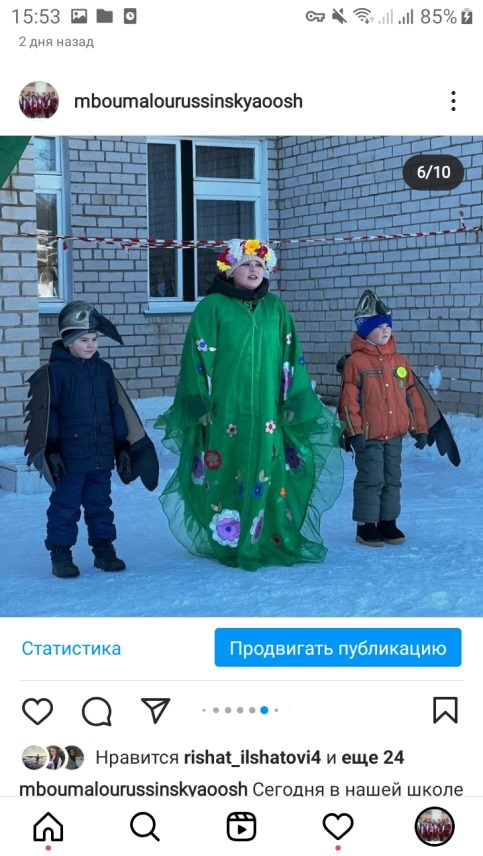 15:53 85%
2 дня назад
mboumalourussinskyaoosh
6/10
Статистика Продвигать публикацию
Нравится rishat_ilshatovi4 и еще 24
mboumalourussinskyaoosh Сегодня в нашей школе